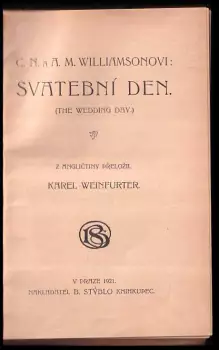 C. N. a A. M. WILLIAMSONOVI:
SVATEBNÍ DEN.
(THE WEDDING DAY.)
Z ANGLIČTINY PŘELOŽIL
KAREL WEINFURTER.
V PRAZE 1921.
NAKLADATEL B. STÝBLO KNIHKUPEC.